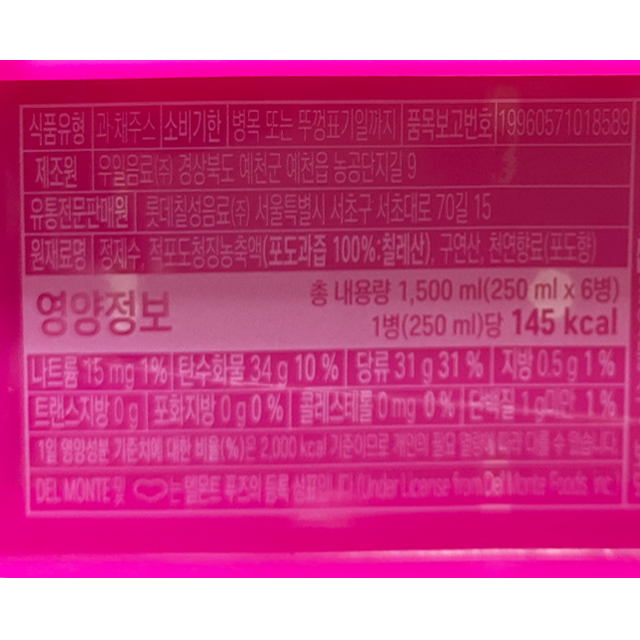 식품유형 과·채주스 소비기한 병목 또는 뚜껑표기일까지 품목보고번호 19960571018589
제조원 우일음료(주) 경상북도 예천군 예천읍 농공단지길 9
유통전문판매원 롯데칠성음료(주) 서울특별시 서초구 서초대로 70길 15
원재료명 정제수, 적포도청징농축액(포도과즙 100%:칠레산), 구연산, 천연향료(포도향)
영양정보 총 내용량 1,500 ml(250 ml x 6병)
1병(250 ml)당 145 kcal
나트륨 15 mg 1% 탄수화물 34 g 10% 당류 31 g 31% 지방 0.5 g 1%
트랜스지방 0 g 포화지방 0 g 0% 콜레스테롤 0 mg 0% 단백질 1 g미만 1%
1일 영양성분 기준치에 대한 비율(%)은 2,000 kcal 기준이므로 개인의 필요 열량에 따라 다를 수 있습니다.
DEL MONTE 및 는 델몬트 푸즈의 등록 상표입니다.(Under License from Del Monte Foods, Inc.)